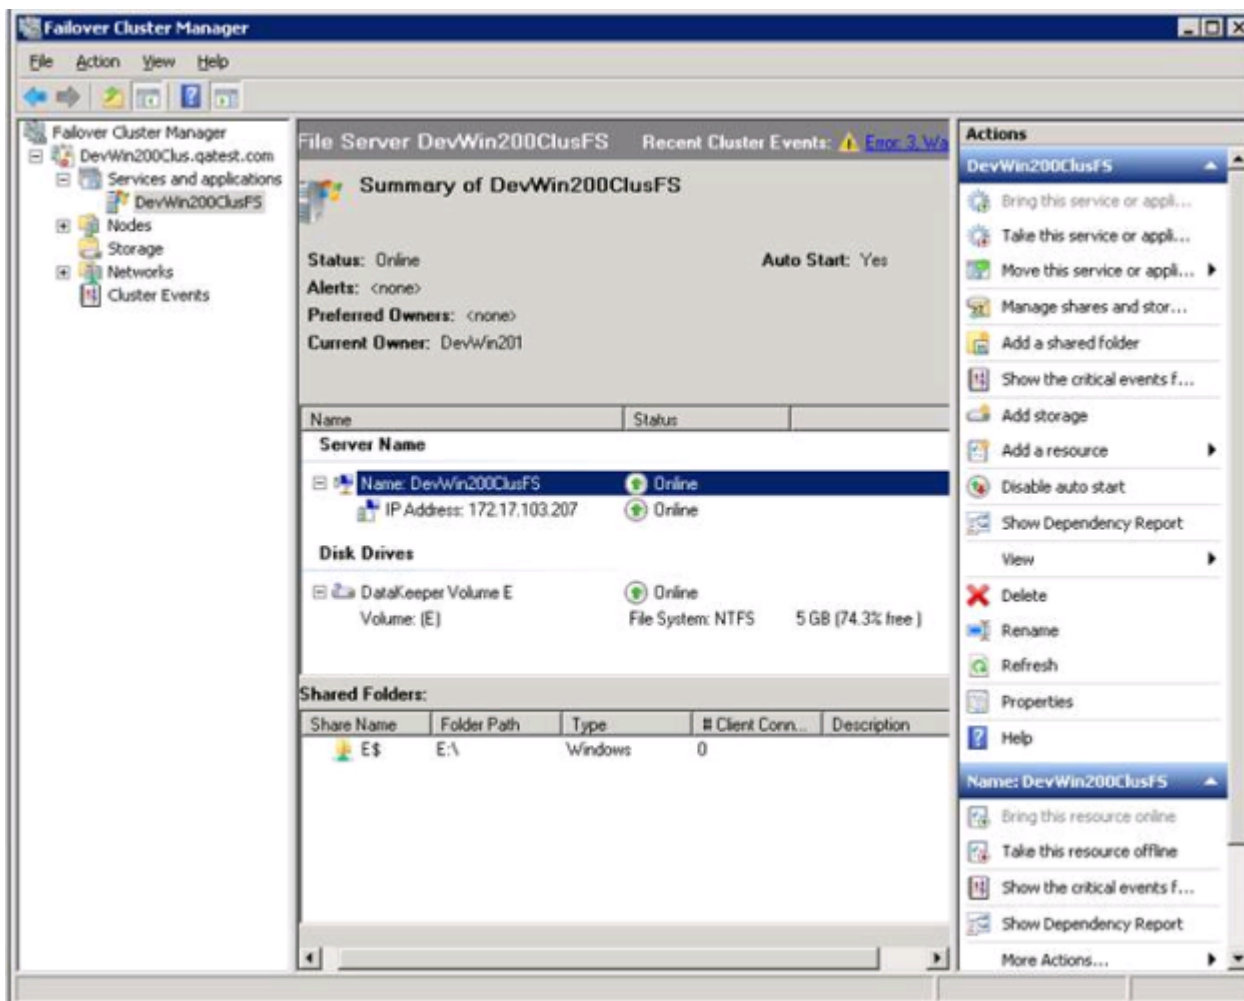 Failover Cluster Manager
File Action View Help
Failover Cluster Manager
DevWin200Clus.qatest.com
Services and applications
DevWin200ClusFS
Nodes
Storage
Networks
Cluster Events
File Server DevWin200ClusFS Recent Cluster Events: Error: 3, Wa
Summary of DevWin200ClusFS
Status: Online Auto Start: Yes
Alerts: <none>
Preferred Owners: <none>
Current Owner: DevWin201
Name Status
Server Name
Name: DevWin200ClusFS Online
IP Address: 172.17.103.207 Online
Disk Drives
DataKeeper Volume E Online
Volume: (E) File System: NTFS 5 GB (74.3% free )
Shared Folders:
Share Name Folder Path Type # Client Conn... Description
E$ E:\ Windows 0
Actions
DevWin200ClusFS
Bring this service or appli...
Take this service or appli...
Move this service or appli...
Manage shares and stor...
Add a shared folder
Show the critical events f...
Add storage
Add a resource
Disable auto start
Show Dependency Report
View
Delete
Rename
Refresh
Properties
Help
Name: DevWin200ClusFS
Bring this resource online
Take this resource offline
Show the critical events f...
Show Dependency Report
More Actions...